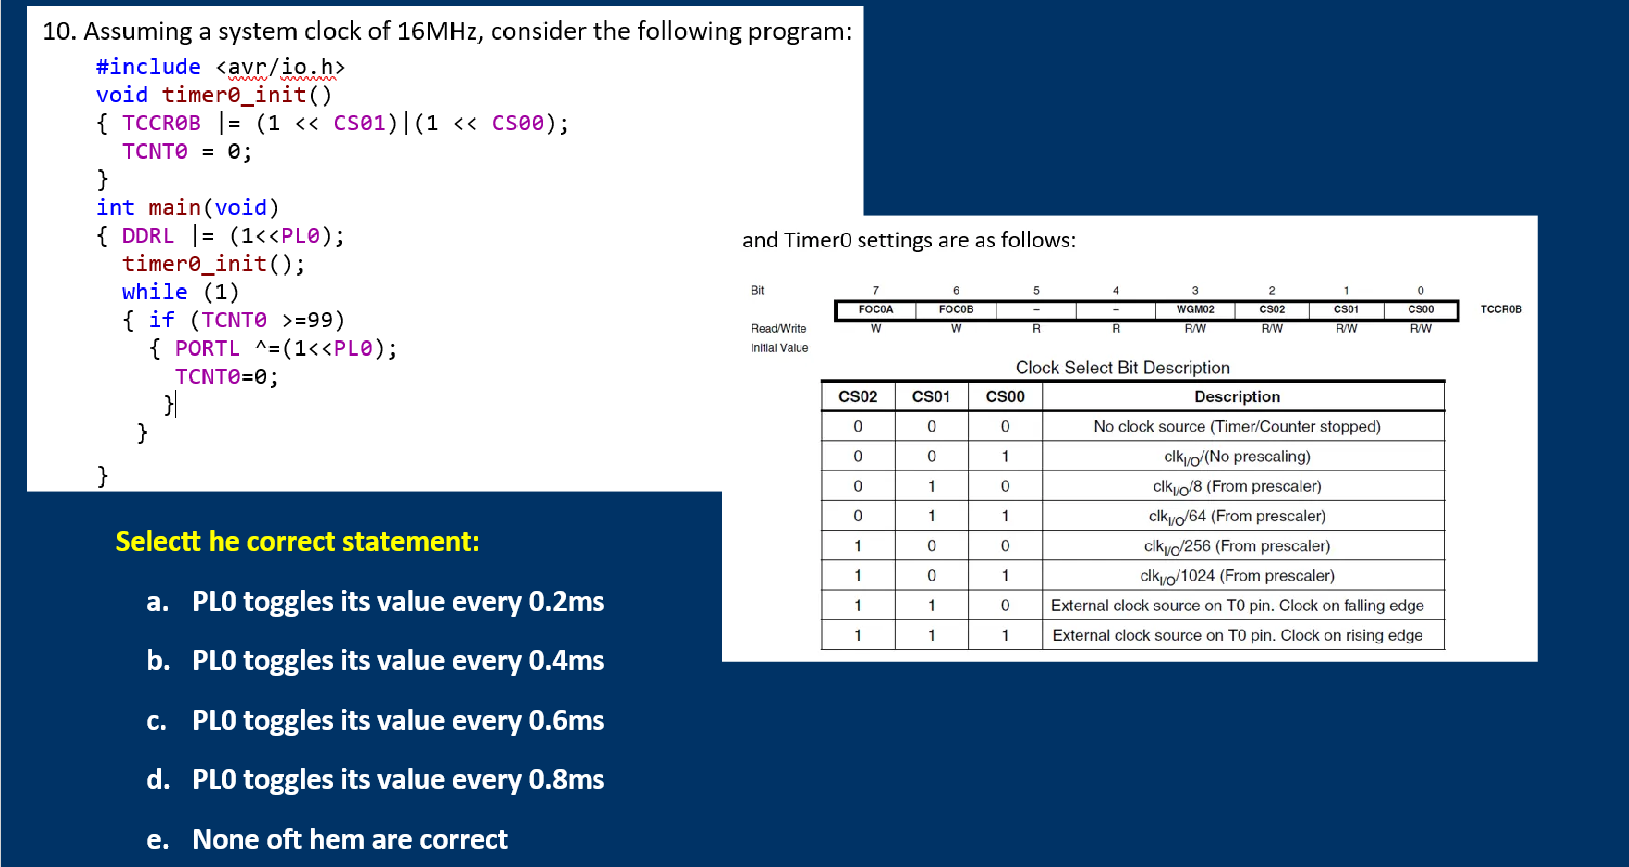 10. Assuming a system clock of 16MHz, consider the following program:
#include <avr/io.h>
void timer0_init()
{ TCCR0B |= (1 << CS01)|(1 << CS00);
TCNT0 = 0;
}
int main(void)
{ DDRL |= (1<<PL0);
timer0_init();
while (1)
{ if (TCNT0 >=99)
{ PORTL ^=(1<<PL0);
TCNT0=0;
}
}
}
and Timer0 settings are as follows:
Bit 7 6 5 4 3 2 1 0
FOC0A FOC0B – – WGM02 CS02 CS01 CS00 TCCR0B
Read/Write W W R R R/W R/W R/W R/W
Initial Value
Clock Select Bit Description
CS02 CS01 CS00 Description
0 0 0 No clock source (Timer/Counter stopped)
0 0 1 clkI/O/(No prescaling)
0 1 0 clkI/O/8 (From prescaler)
0 1 1 clkI/O/64 (From prescaler)
1 0 0 clkI/O/256 (From prescaler)
1 0 1 clkI/O/1024 (From prescaler)
1 1 0 External clock source on T0 pin. Clock on falling edge
1 1 1 External clock source on T0 pin. Clock on rising edge
Selectt he correct statement:
a. PL0 toggles its value every 0.2ms
b. PL0 toggles its value every 0.4ms
c. PL0 toggles its value every 0.6ms
d. PL0 toggles its value every 0.8ms
e. None oft hem are correct